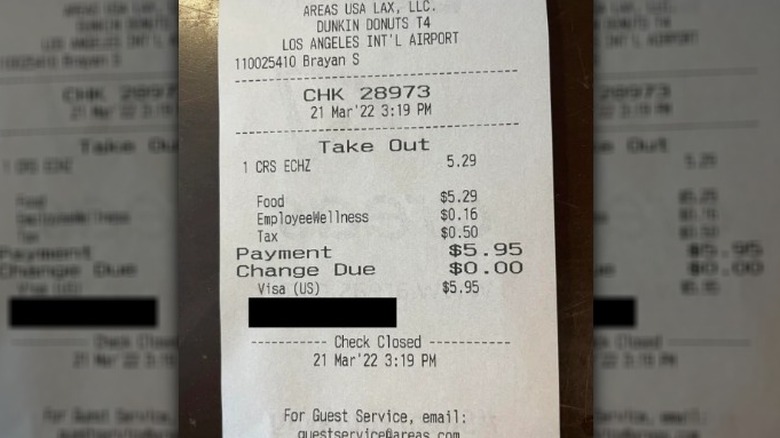 AREAS USA LAX, LLC.
DUNKIN DONUTS T4
LOS ANGELES INT'L AIRPORT
110025410 Brayan S
CHK 28973
21 Mar'22 3:19 PM
Take Out
1 CRS ECHZ 5.29
Food $5.29
EmployeeWellness $0.16
Tax $0.50
Payment $5.95
Change Due $0.00
Visa (US) $5.95
----------- Check Closed ------------
21 Mar'22 3:19 PM
For Guest Service, email:
guestservice@areas.com